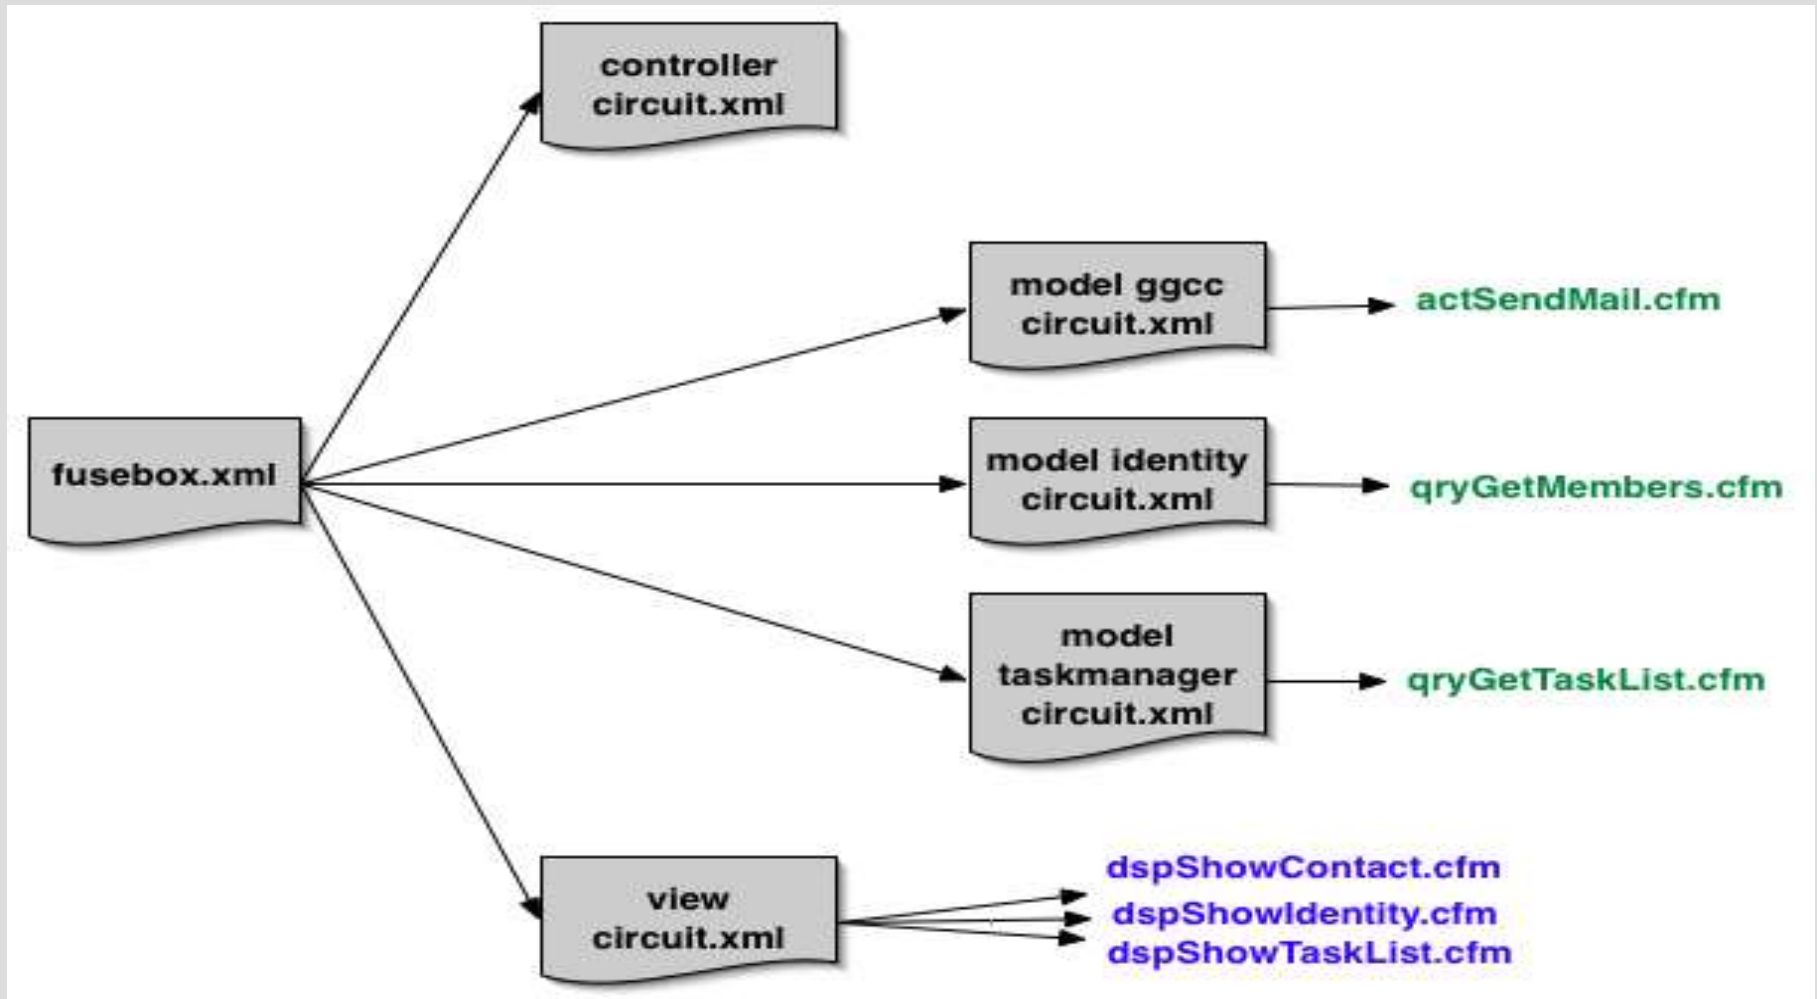 controller
circuit.xml
model ggcc
circuit.xml
actSendMail.cfm
fusebox.xml
model identity
circuit.xml
qryGetMembers.cfm
model
taskmanager
circuit.xml
qryGetTaskList.cfm
view
circuit.xml
dspShowContact.cfm
dspShowIdentity.cfm
dspShowTaskList.cfm